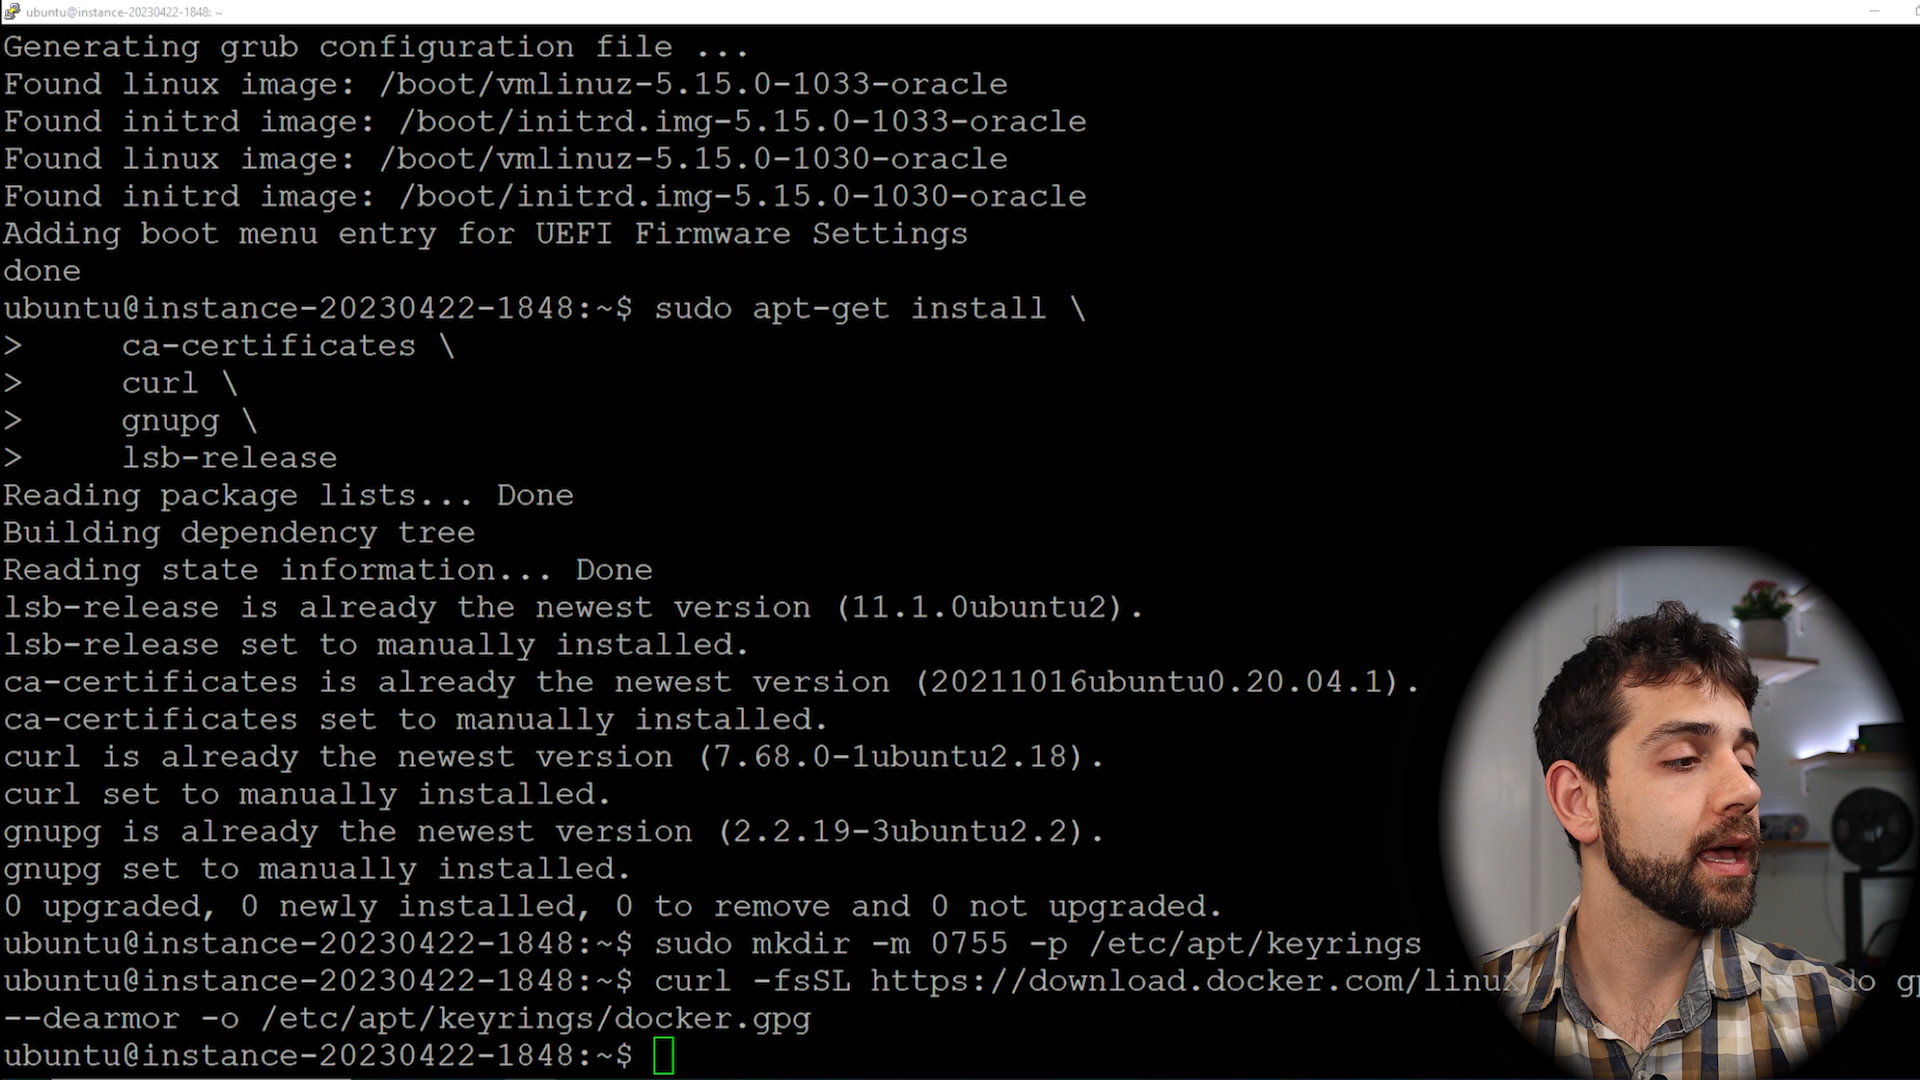 ubuntu@instance-20230422-1848: ~
Generating grub configuration file ...
Found linux image: /boot/vmlinuz-5.15.0-1033-oracle
Found initrd image: /boot/initrd.img-5.15.0-1033-oracle
Found linux image: /boot/vmlinuz-5.15.0-1030-oracle
Found initrd image: /boot/initrd.img-5.15.0-1030-oracle
Adding boot menu entry for UEFI Firmware Settings
done
ubuntu@instance-20230422-1848:~$ sudo apt-get install \
>      ca-certificates \
>      curl \
>      gnupg \
>      lsb-release
Reading package lists... Done
Building dependency tree
Reading state information... Done
lsb-release is already the newest version (11.1.0ubuntu2).
lsb-release set to manually installed.
ca-certificates is already the newest version (20211016ubuntu0.20.04.1).
ca-certificates set to manually installed.
curl is already the newest version (7.68.0-1ubuntu2.18).
curl set to manually installed.
gnupg is already the newest version (2.2.19-3ubuntu2.2).
gnupg set to manually installed.
0 upgraded, 0 newly installed, 0 to remove and 0 not upgraded.
ubuntu@instance-20230422-1848:~$ sudo mkdir -m 0755 -p /etc/apt/keyrings
ubuntu@instance-20230422-1848:~$ curl -fsSL https://download.docker.com/linux/
--dearmor -o /etc/apt/keyrings/docker.gpg
ubuntu@instance-20230422-1848:~$